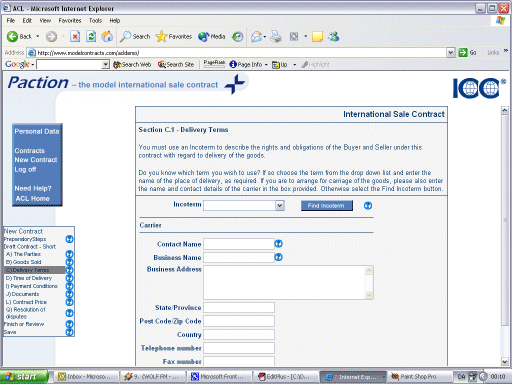 ACL - Microsoft Internet Explorer
File Edit View Favorites Tools Help
Back Search Favorites Media
Address http://www.modelcontracts.com/acldemo/ Go Links »
Google Search Web Search Site PageRank Page Info Up Highlight
Paction – the model international sale contract
ICC
International Sale Contract
Personal Data
Contracts
New Contract
Log off
Need Help?
ACL Home
Section C.1 - Delivery Terms
You must use an Incoterm to describe the rights and obligations of the Buyer and Seller under this
contract with regard to delivery of the goods.
Do you know which term you wish to use? If so choose the term from the drop down list and enter the
name of the place of delivery, as required. If you are to arrange for carriage of the goods, please also enter
the name and contact details of the carrier in the box provided. Otherwise select the Find Incoterm button.
Incoterm Find Incoterm
Carrier
Contact Name
Business Name
Business Address
State/Province
Post Code/Zip Code
Country
Telephone number
Fax number
New Contract
PreparatorySteps
Draft Contract - Short
A) The Parties
B) Goods Sold
C) Delivery Terms
D) Time of Delivery
I) Payment Conditions
J) Documents
L) Contract Price
Q) Resolution of
disputes
Finish or Review
Save
start Inbox - Microso... 9. (WOLF FM - ... Microsoft Front... EditPlus - [C:\D... Internet Exp... Paint Shop Pro 00:10